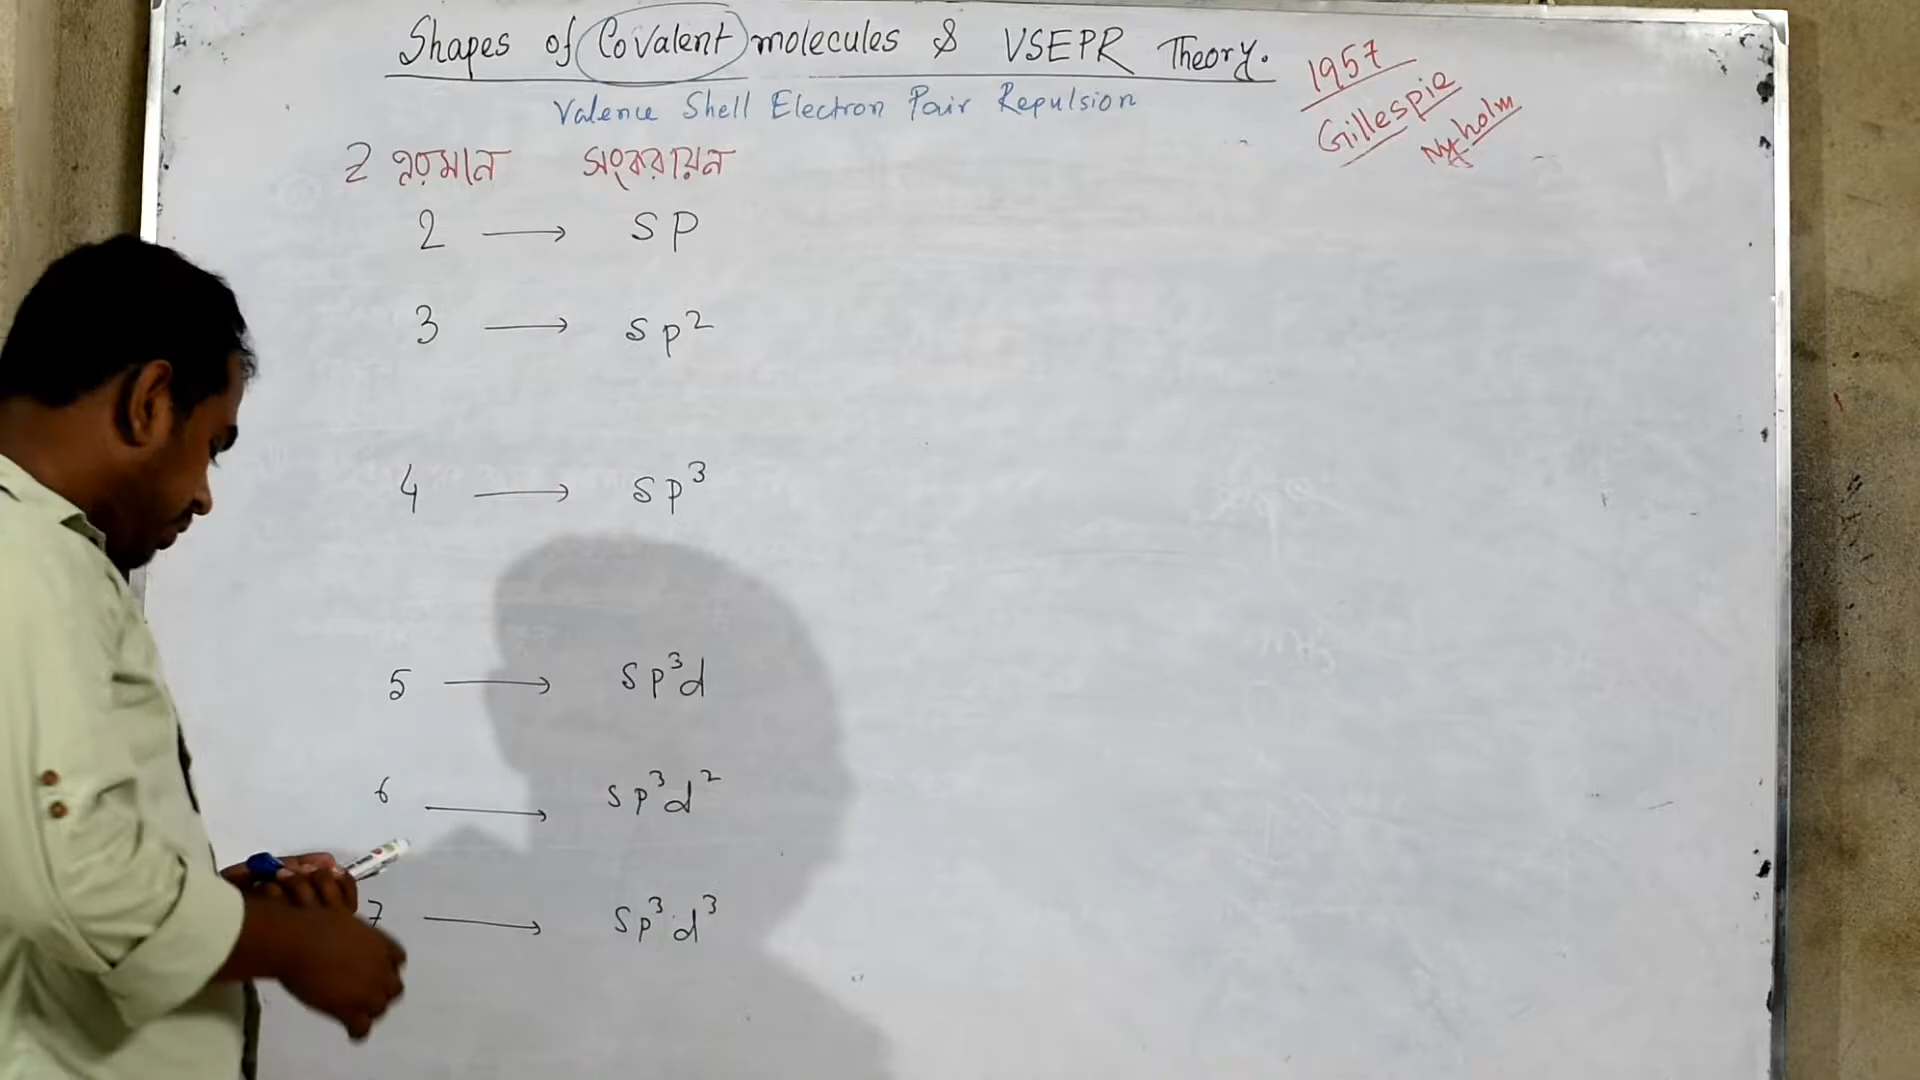 Shapes of Covalent molecules & VSEPR Theory.
Valence Shell Electron Pair Repulsion
1957
Gillespie
Nyholm
Z এর মান সংকরায়ন
2 → sp
3 → sp²
4 → sp³
5 → sp³d
6 → sp³d²
7 → sp³d³